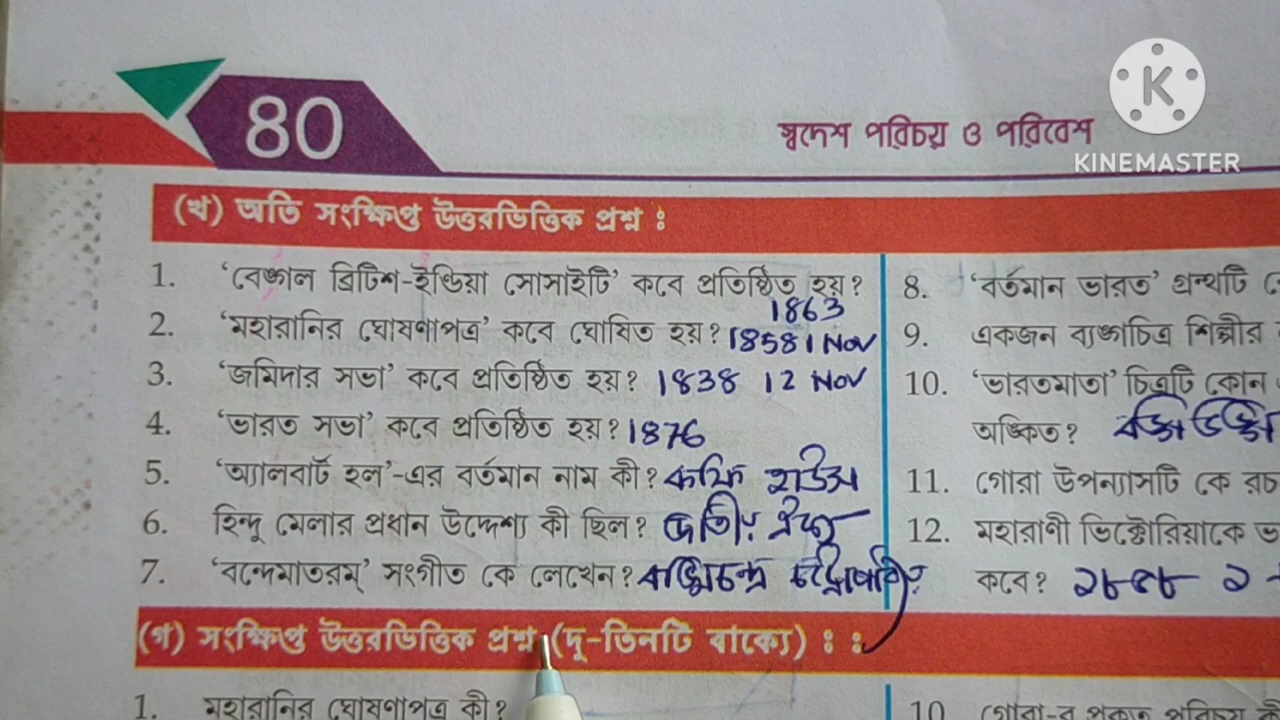 80
স্বদেশ পরিচয় ও পরিবেশ
KINEMASTER
(খ) অতি সংক্ষিপ্ত উত্তরভিত্তিক প্রশ্ন :
1. 'বেঙ্গল ব্রিটিশ-ইণ্ডিয়া সোসাইটি' কবে প্রতিষ্ঠিত হয়? 1863
2. 'মহারানির ঘোষণাপত্র' কবে ঘোষিত হয়? 1858 1 Nov
3. 'জমিদার সভা' কবে প্রতিষ্ঠিত হয়? 1838 12 Nov
4. 'ভারত সভা' কবে প্রতিষ্ঠিত হয়? 1876
5. 'অ্যালবার্ট হল'-এর বর্তমান নাম কী? কফি হাউস
6. হিন্দু মেলার প্রধান উদ্দেশ্য কী ছিল?
7. 'বন্দেমাতরম্' সংগীত কে লেখেন? বঙ্কিমচন্দ্র চট্টোপাধ্যায়
8. 'বর্তমান ভারত' গ্রন্থটি
9. একজন ব্যঙ্গচিত্র শিল্পীর
10. 'ভারতমাতা' চিত্রটি কোন
অঙ্কিত?
11. গোরা উপন্যাসটি কে
12. মহারাণী ভিক্টোরিয়াকে
কবে?
(গ) সংক্ষিপ্ত উত্তরভিত্তিক প্রশ্ন (দু-তিনটি বাক্যে) : :
1. মহারানির ঘোষণাপত্র কী?
10. গোরা-র প্রকৃত পরিচয়